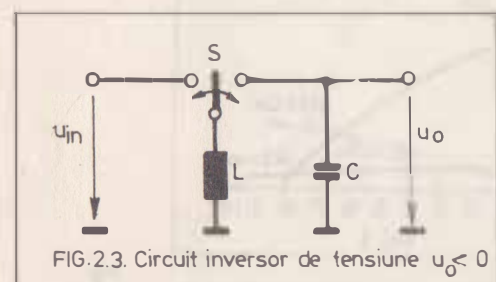 S
u_in
L
C
u_o
FIG.2.3. Circuit inversor de tensiune u_o< 0